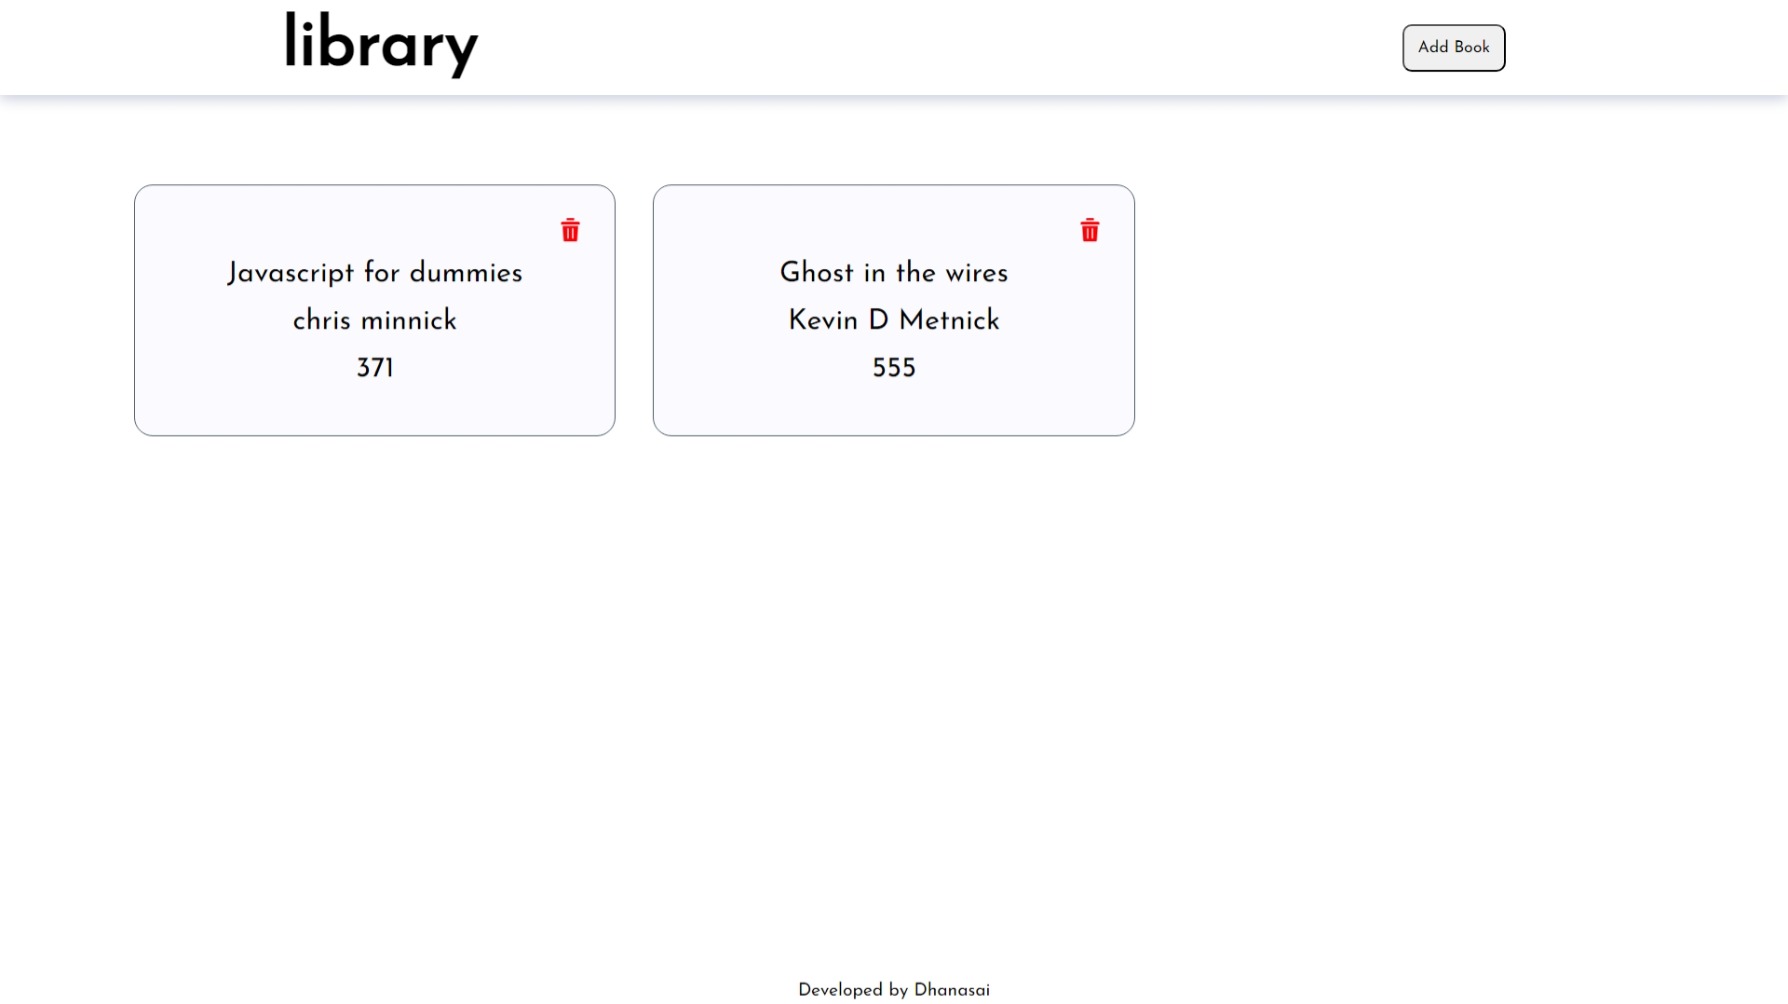 library
Add Book
Javascript for dummies
chris minnick
371
Ghost in the wires
Kevin D Metnick
555
Developed by Dhanasai